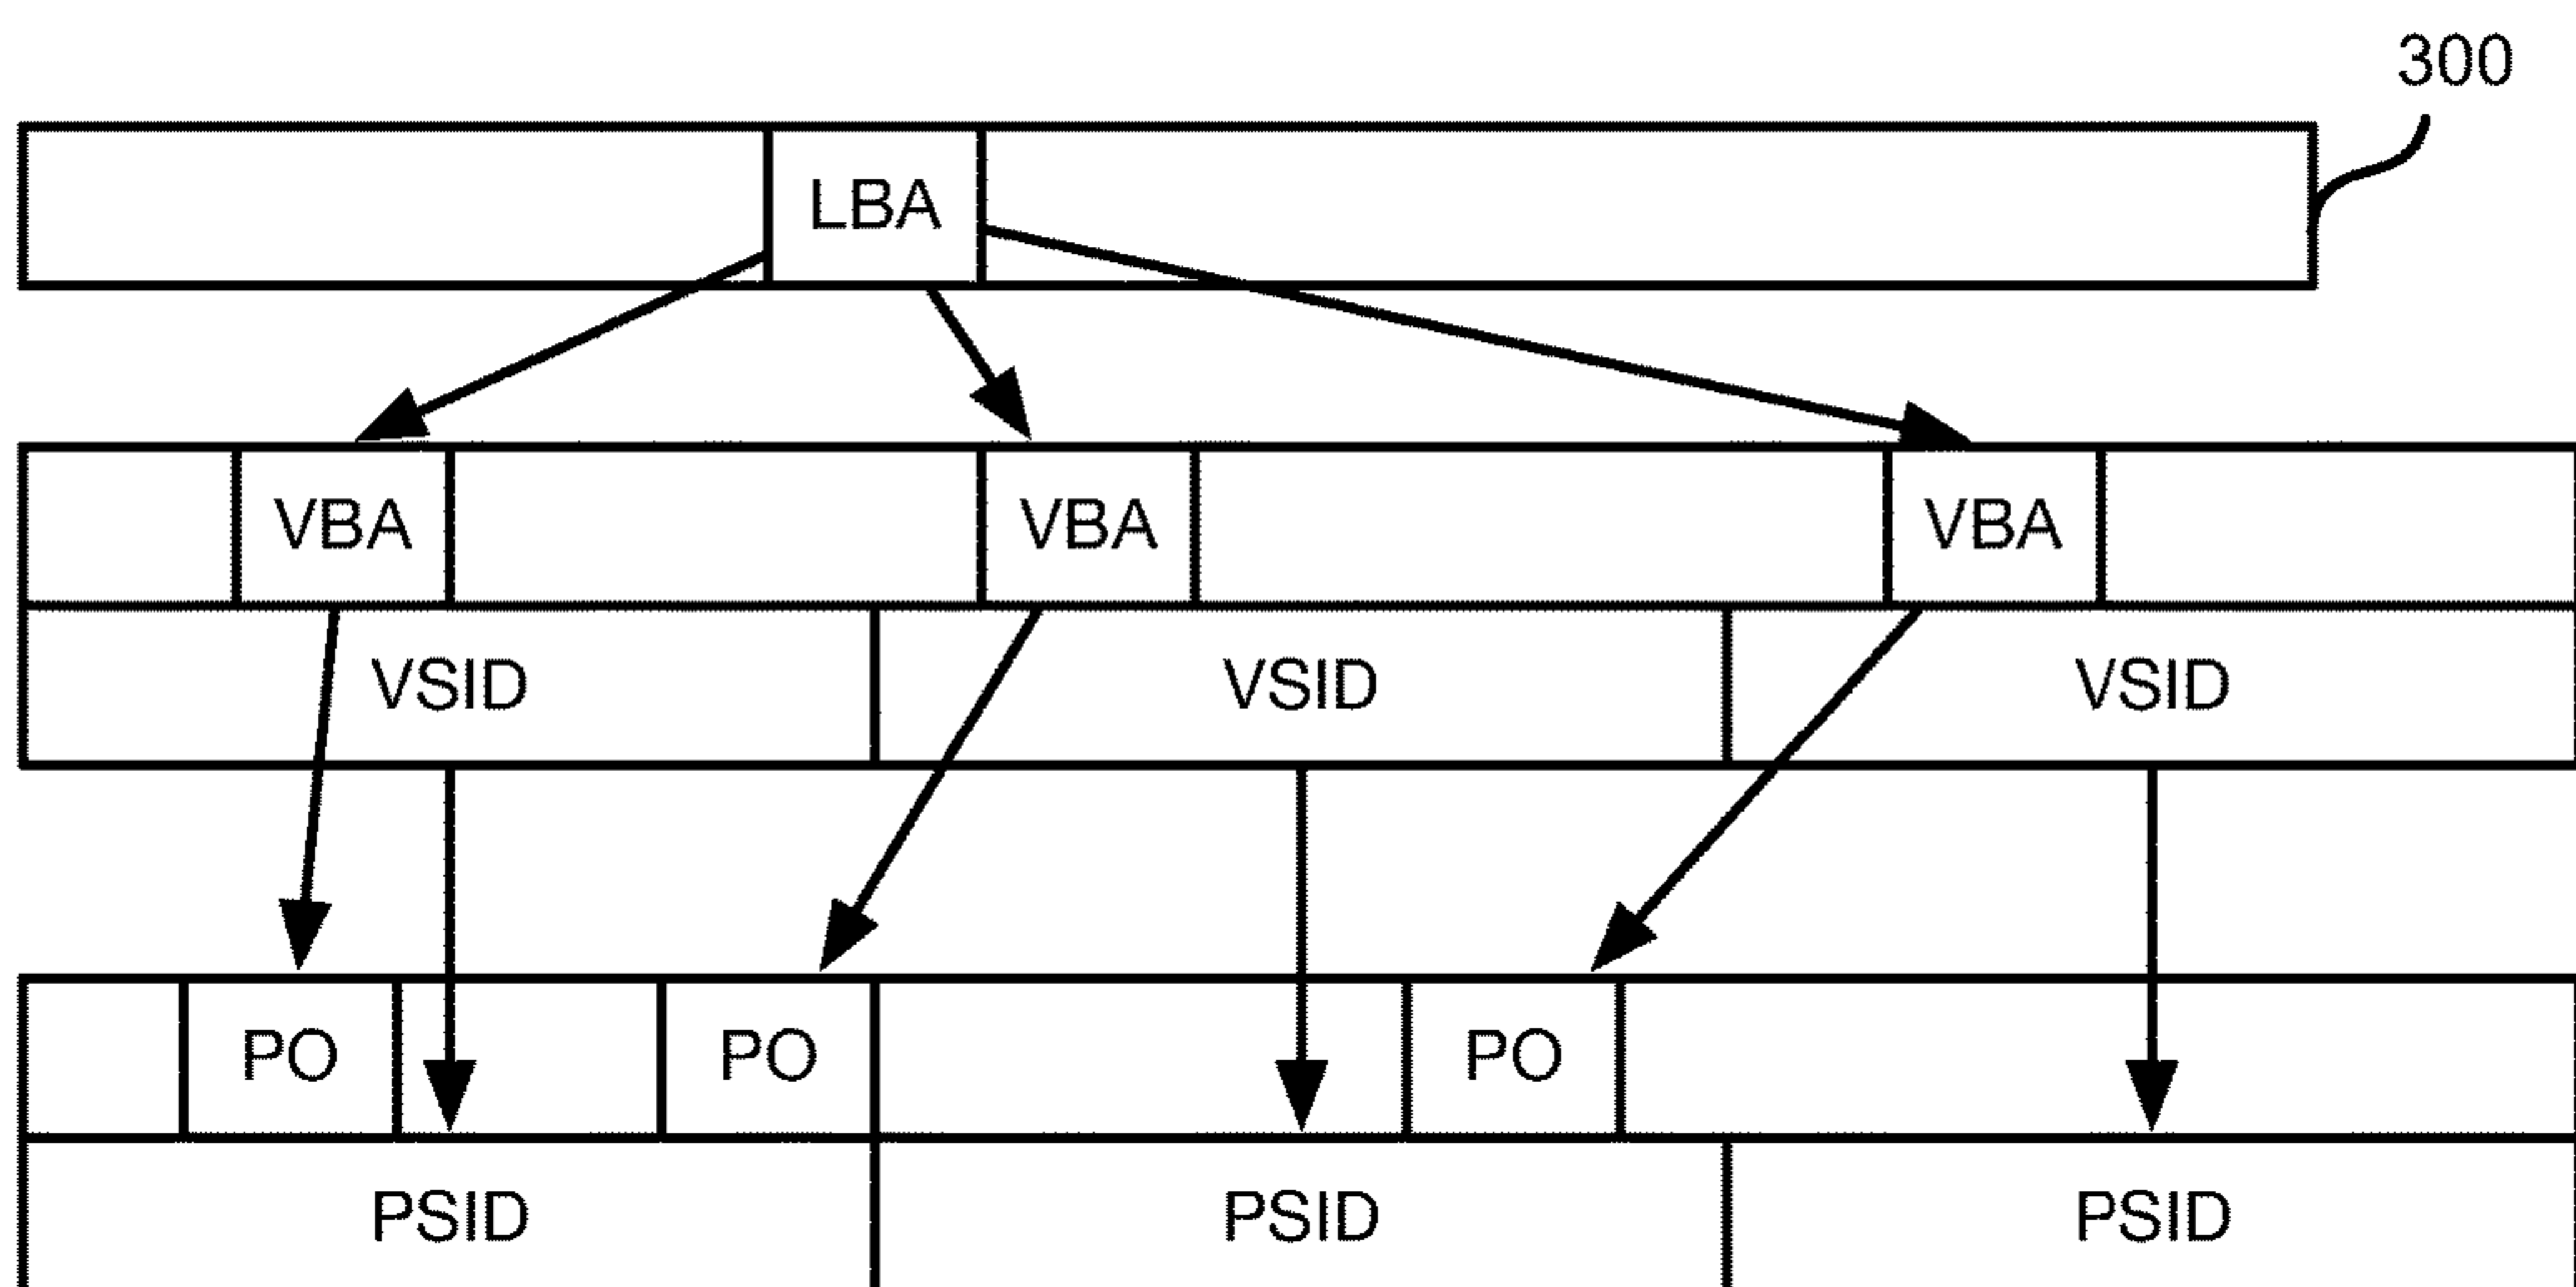 300
LBA
VBA VBA VBA
VSID VSID VSID
PO PO PO
PSID PSID PSID